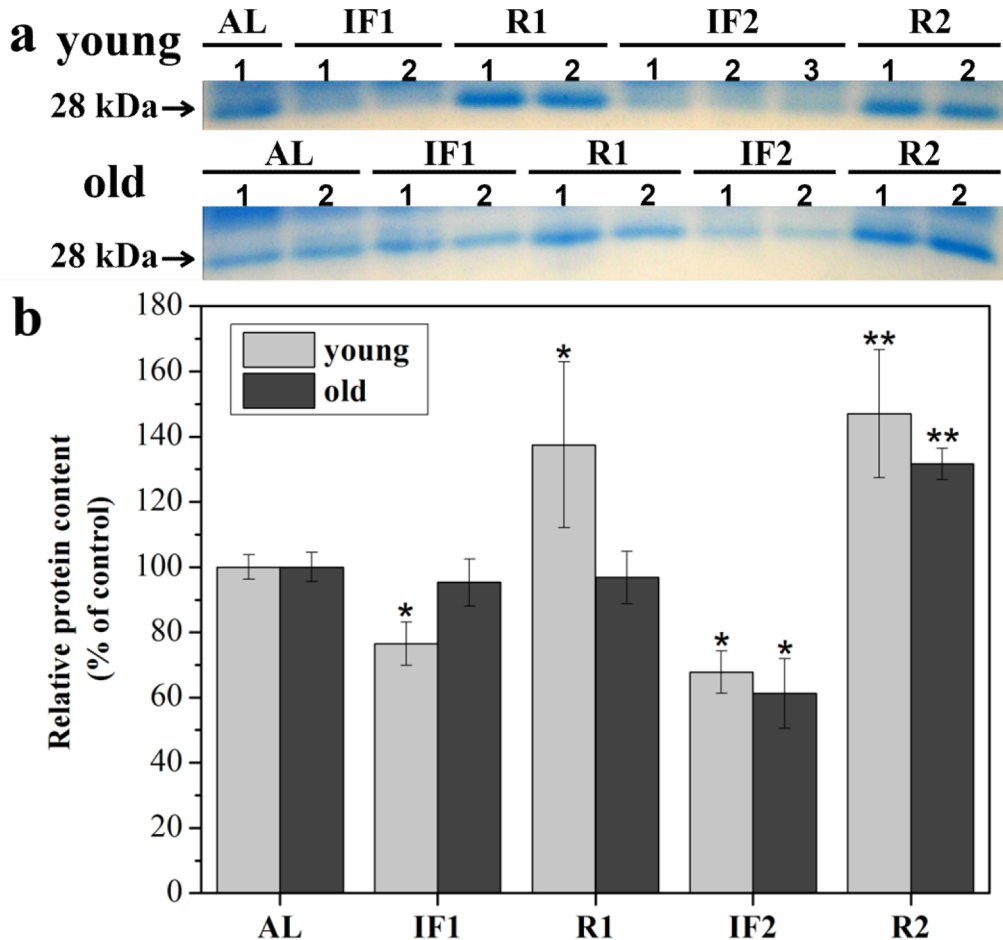 a young AL IF1 R1 IF2 R2
1 1 2 1 2 1 2 3 1 2
28 kDa→
AL IF1 R1 IF2 R2
old
1 2 1 2 1 2 1 2 1 2
28 kDa→
b
180
160
140
120
100
80
60
40
20
0
Relative protein content
(% of control)
young
old
* **
**
*
* *
AL IF1 R1 IF2 R2